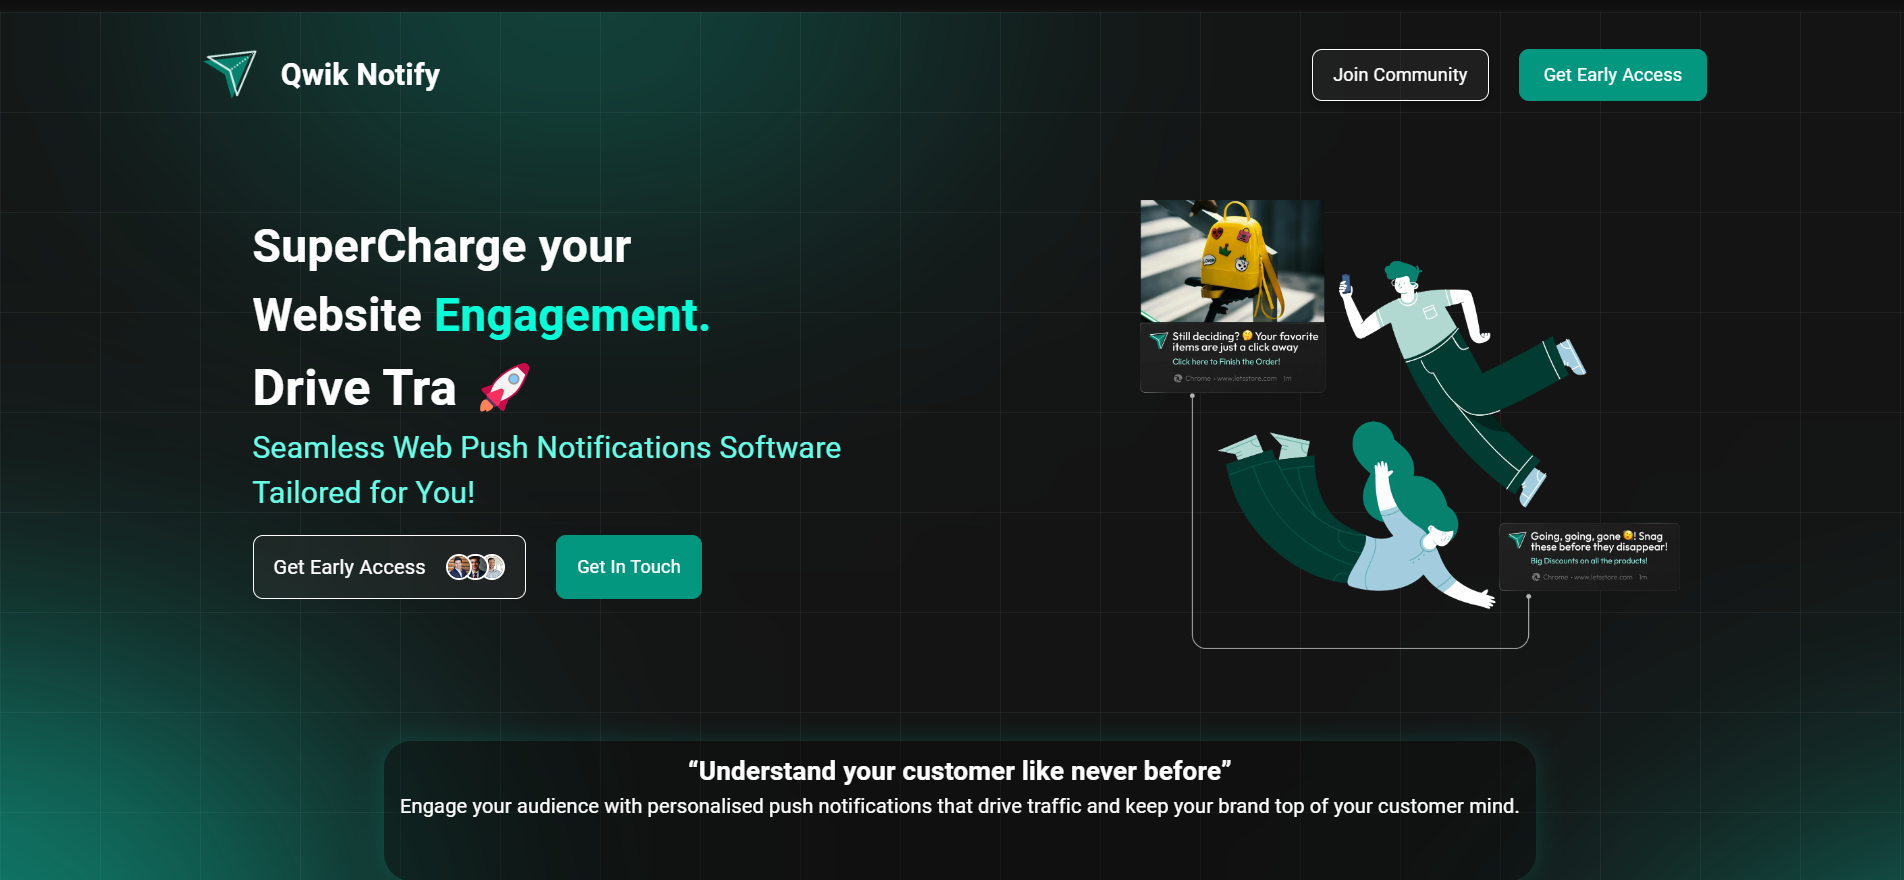 Qwik Notify
Join Community
Get Early Access
SuperCharge your
Website Engagement.
Drive Tra 🚀
Seamless Web Push Notifications Software
Tailored for You!
Get Early Access
Get In Touch
Still deciding? 🤔 Your favorite
items are just a click away
Click here to Finish the Order!
Chrome • www.letsstore.com 1m
Going, going, gone 🤯! Snag
these before they disappear!
Big Discounts on all the products!
Chrome • www.letsstore.com 1m
“Understand your customer like never before”
Engage your audience with personalised push notifications that drive traffic and keep your brand top of your customer mind.